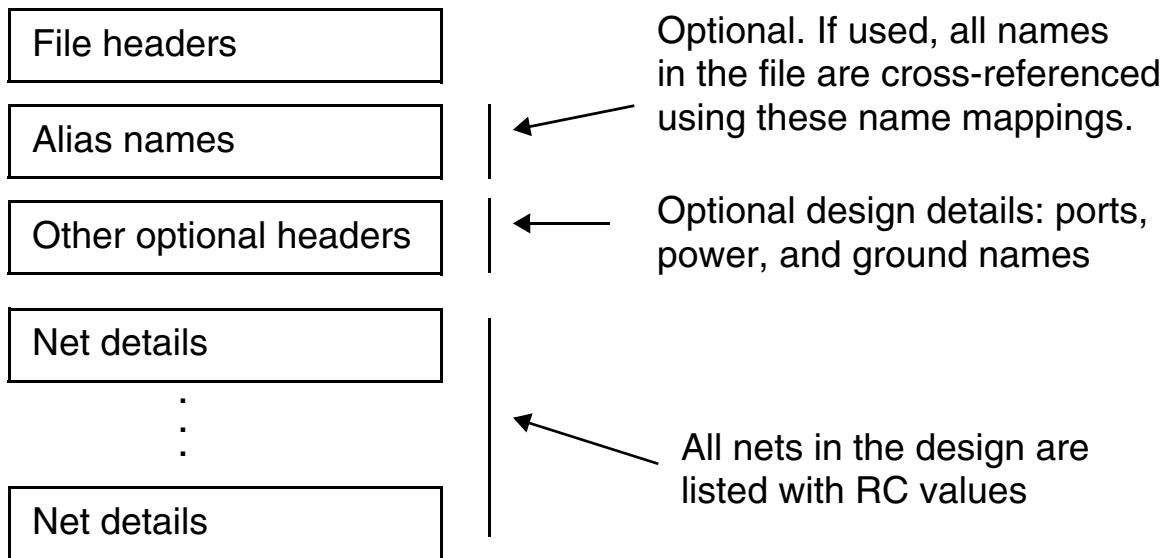 File headers
Optional. If used, all names
in the file are cross-referenced
using these name mappings.
Alias names
Other optional headers
Optional design details: ports,
power, and ground names
Net details
.
.
.
All nets in the design are
listed with RC values
Net details